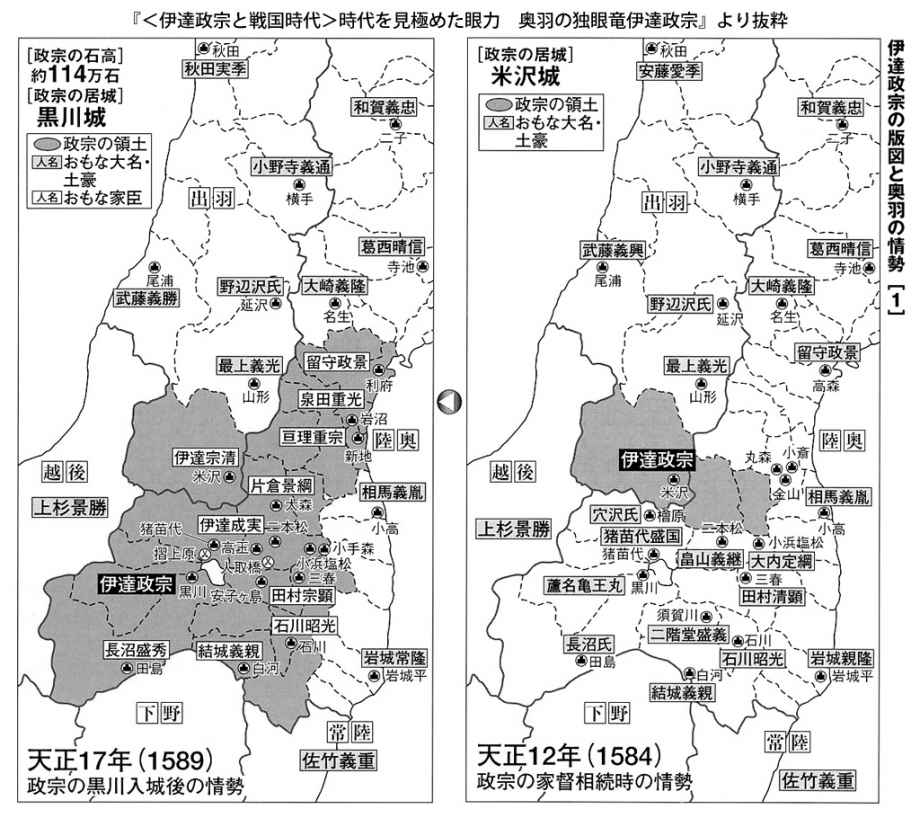 『＜伊達政宗と戦国時代＞時代を見極めた眼力　奥羽の独眼竜伊達政宗』より抜粋
伊達政宗の版図と奥羽の情勢［1］
［政宗の居城］
米沢城
政宗の領土
人名 おもな大名・
土豪
秋田
安藤愛季
和賀義忠
二子
小野寺義通
横手
出羽
武藤義興
尾浦
葛西晴信
寺池
野辺沢氏
延沢
大崎義隆
名生
最上義光
山形
留守政景
高森
陸奥
越後
上杉景勝
伊達政宗
米沢
丸森
小斎
金山
相馬義胤
小高
穴沢氏
檜原
猪苗代盛国
猪苗代
二本松
畠山義継
小浜塩松
大内定綱
蘆名亀王丸
黒川
三春
田村清顕
須賀川
二階堂盛義
石川
石川昭光
長沼氏
田島
白河
結城義親
岩城親隆
岩城平
下野
常陸
佐竹義重
天正12年（1584）
政宗の家督相続時の情勢
［政宗の石高］
約114万石
［政宗の居城］
黒川城
政宗の領土
人名 おもな大名・
土豪
人名 おもな家臣
秋田
秋田実季
和賀義忠
二子
小野寺義通
横手
出羽
尾浦
武藤義勝
葛西晴信
寺池
野辺沢氏
延沢
大崎義隆
名生
最上義光
山形
留守政景
利府
泉田重光
岩沼
亘理重宗
新地
陸奥
越後
上杉景勝
伊達宗清
米沢
片倉景綱
大森
相馬義胤
小高
伊達成実
二本松
猪苗代
摺上原
高玉
人取橋
小手森
小浜塩松
三春
伊達政宗
黒川
安子ヶ島
田村宗顕
石川昭光
石川
長沼盛秀
田島
結城義親
白河
岩城常隆
岩城平
下野
常陸
佐竹義重
天正17年（1589）
政宗の黒川入城後の情勢